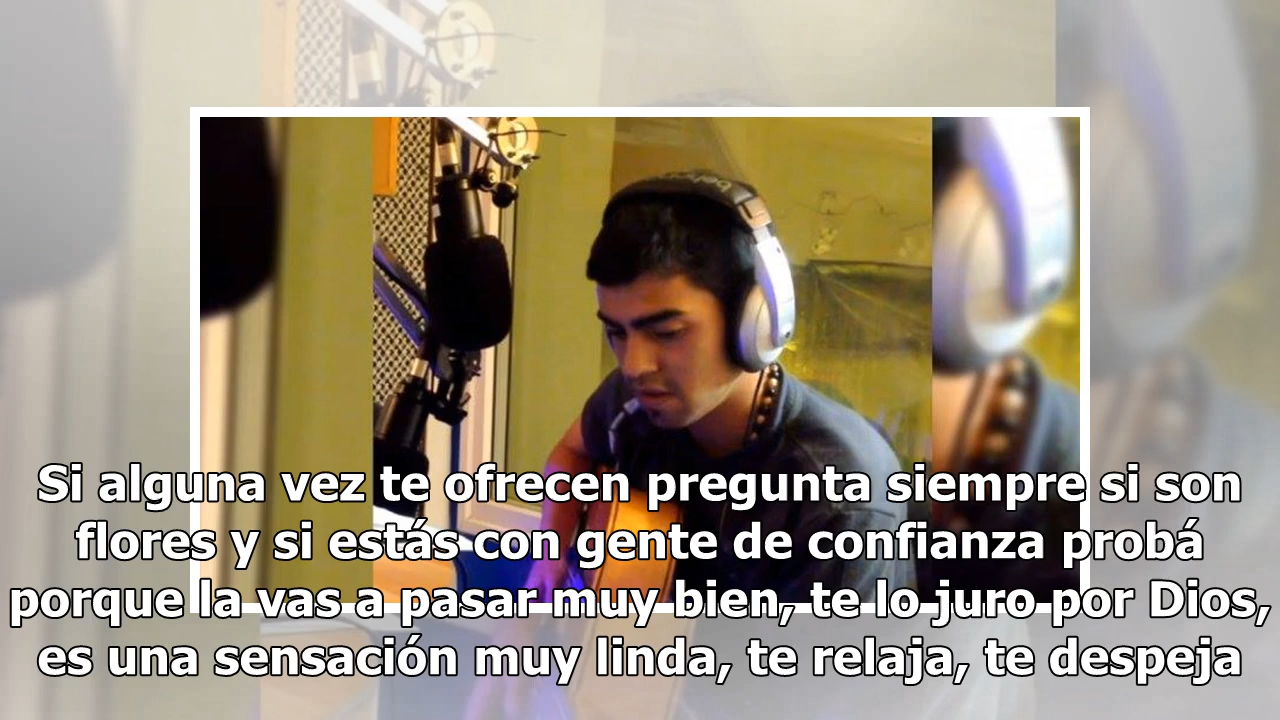 Si alguna vez te ofrecen pregunta siempre si son
flores y si estás con gente de confianza probá
porque la vas a pasar muy bien, te lo juro por Dios,
es una sensación muy linda, te relaja, te despeja